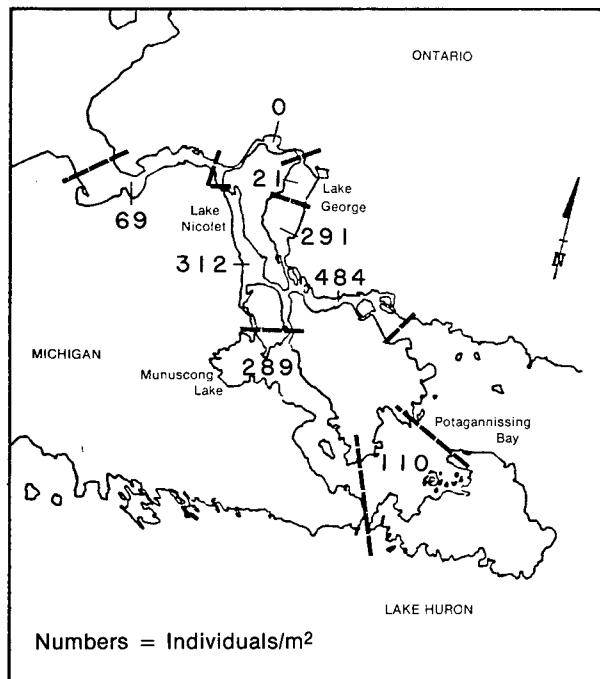 ONTARIO
0
21
Lake
George
69
Lake
Nicolet
291
312
484
N
MICHIGAN
289
Munuscong
Lake
Potagannissing
Bay
110
LAKE HURON
Numbers = Individuals/m²